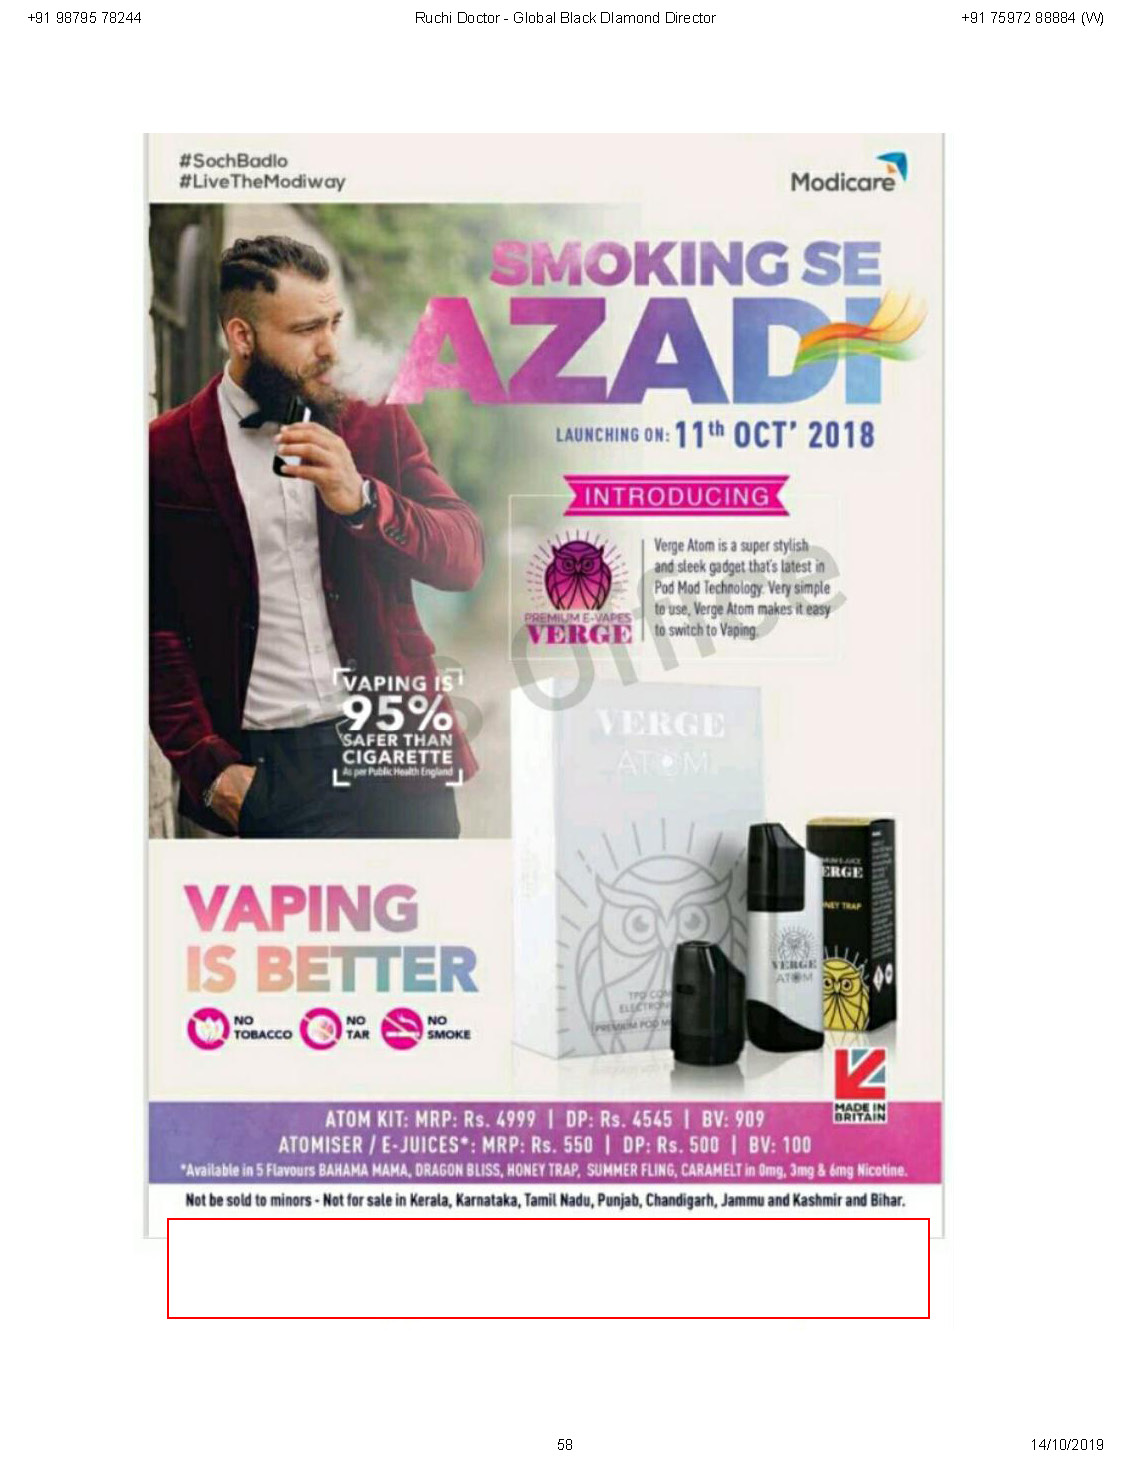 +91 98795 78244
Ruchi Doctor - Global Black DIamond Director
+91 75972 88884 (W)
#SochBadlo
#LiveTheModiway
Modicare
SMOKING SE
AZADI
LAUNCHING ON: 11th OCT' 2018
INTRODUCING
PREMIUM E-VAPES
VERGE
Verge Atom is a super stylish
and sleek gadget that's latest in
Pod Mod Technology. Very simple
to use, Verge Atom makes it easy
to switch to Vaping.
Office
VAPING IS
95%
SAFER THAN
CIGARETTE
As per Public Health England
VERGE
ATOM
VERGE
ATOM
ERGE
NEY TRAP
VAPING
IS BETTER
NO
TOBACCO
NO
TAR
NO
SMOKE
MADE IN
BRITAIN
ATOM KIT: MRP: Rs. 4999 | DP: Rs. 4545 | BV: 909
ATOMISER / E-JUICES*: MRP: Rs. 550 | DP: Rs. 500 | BV: 100
*Available in 5 Flavours BAHAMA MAMA, DRAGON BLISS, HONEY TRAP, SUMMER FLING, CARAMELT in 0mg, 3mg & 6mg Nicotine.
Not be sold to minors - Not for sale in Kerala, Karnataka, Tamil Nadu, Punjab, Chandigarh, Jammu and Kashmir and Bihar.
58
14/10/2019